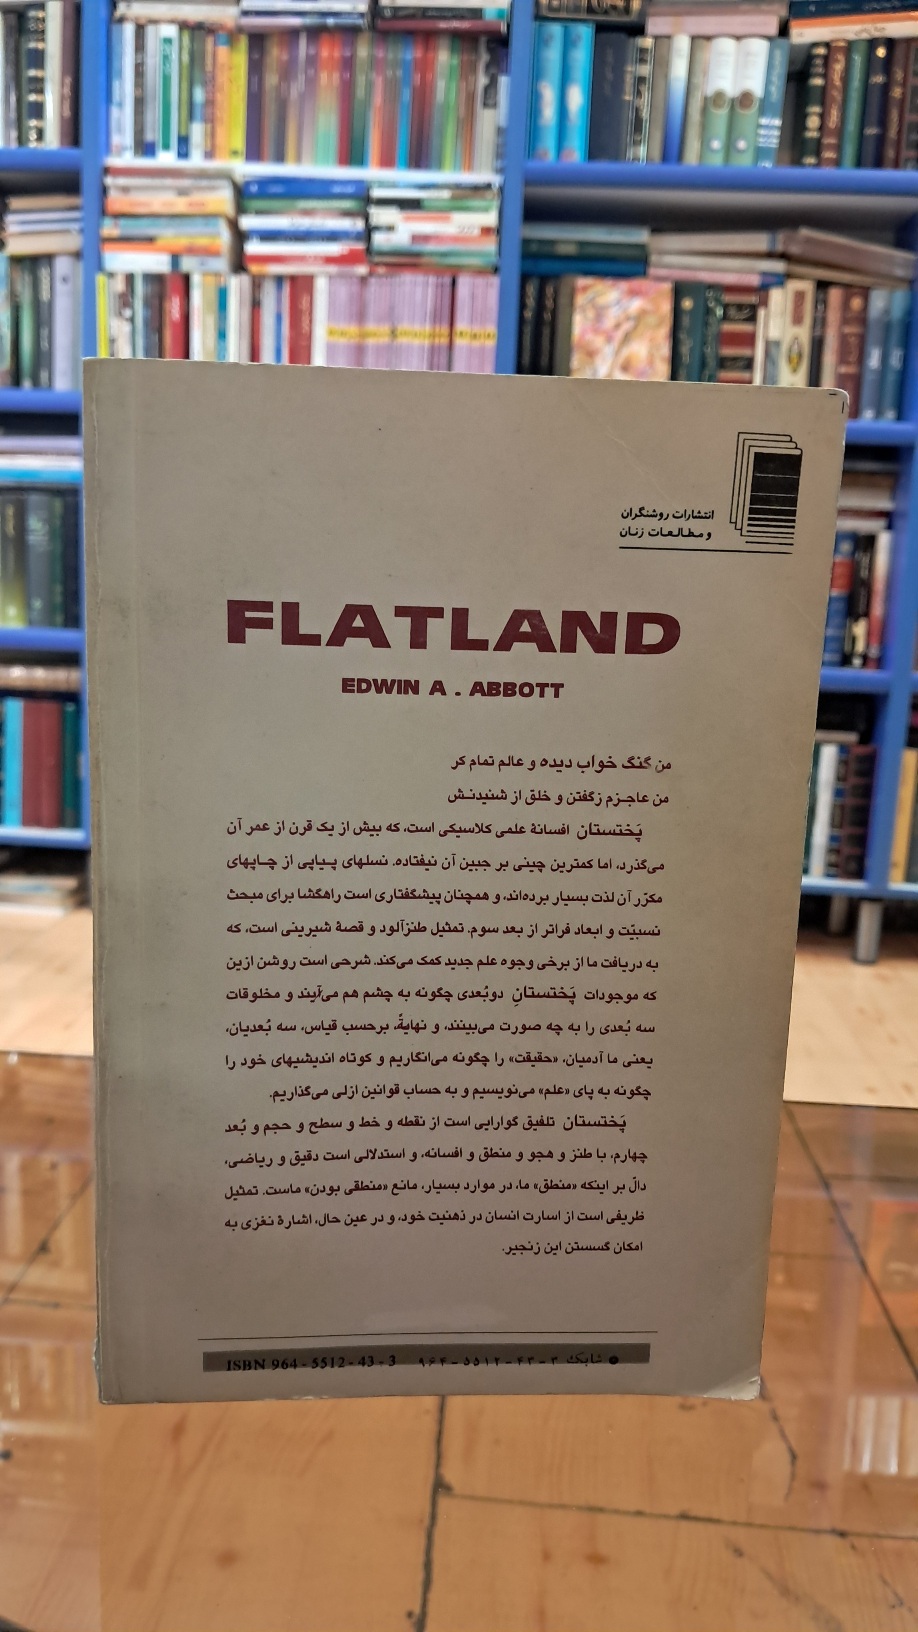 انتشارات روشنگران
و مطالعات زنان
FLATLAND
EDWIN A . ABBOTT
من گنگ خواب دیده و عالم تمام کر
من عاجـزم زگفتن و خلق از شنیدنـش
پَختستان افسانۀ علمی کلاسیکی است، که بیش از یک قرن از عمر آن
می‌گذرد، اما کمترین چینی بر جبین آن نیفتاده. نسلهای پـیاپی از چـاپهای
مکرّر آن لذت بسیار برده‌اند، و همچنان پیشگفتاری است راهگشا برای مبحث
نسبیّت و ابعاد فراتر از بعد سوم. تمثیل طنزآلود و قصۀ شیرینی است، که
به دریافت ما از برخی وجوه علم جدید کمک می‌کند. شرحی است روشن ازین
که موجودات پَختستانِ دوبُعدی چگونه به چشم هم می‌آیند و مخلوقات
سه بُعدی را به چه صورت می‌بینند، و نهایةً، برحسب قیاس، سه بُعدیان،
یعنی ما آدمیان، «حقیقت» را چگونه می‌انگاریم و کوتاه اندیشیهای خود را
چگونه به پای «علم» می‌نویسیم و به حساب قوانین ازلی می‌گذاریم.
پَختستان تلفیق گوارایی است از نقطه و خط و سطح و حجم و بُعد
چهارم، با طنز و هجو و منطق و افسانه، و استدلالی است دقیق و ریاضی،
دالّ بر اینکه «منطق» ما، در موارد بسیار، مانع «منطقی بودن» ماست. تمثیل
ظریفی است از اسارت انسان در ذهنیت خود، و در عین حال، اشارۀ نغزی به
امکان گسستن این زنجیر.
● شابک ۳-۴۳-۵۵۱۲-۹۶۴ ISBN 964-5512-43-3